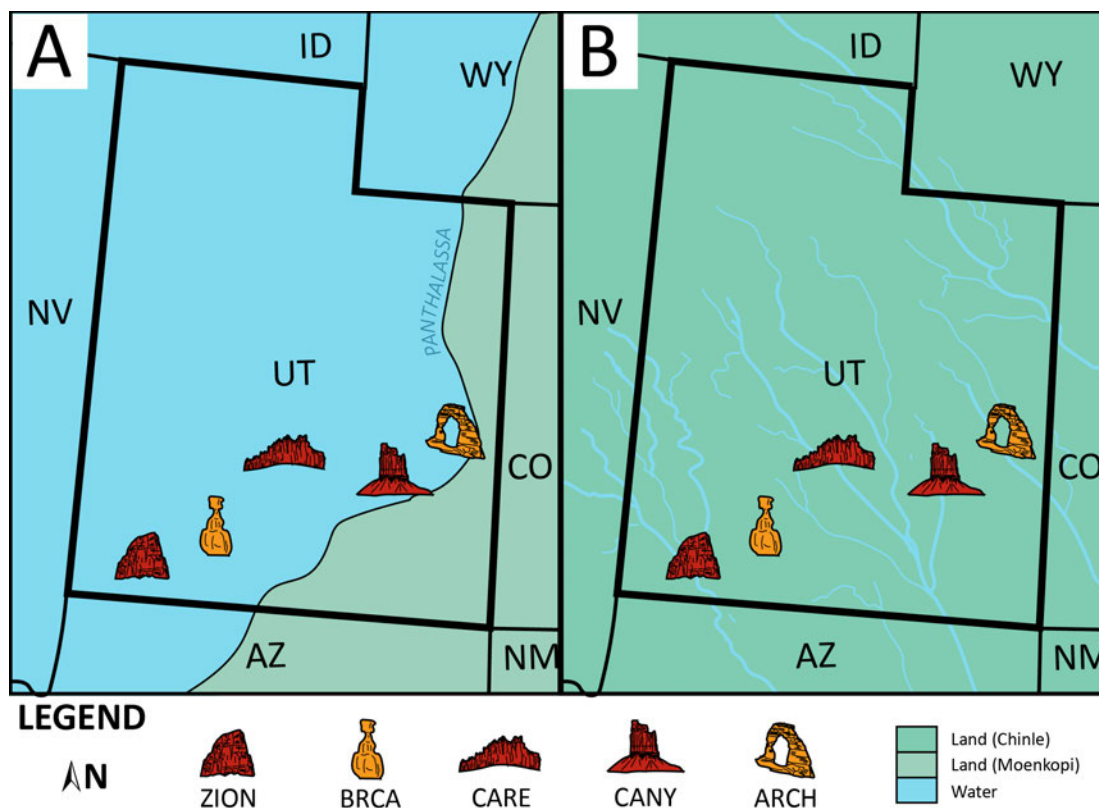 A
ID
WY
NV
PANTHALASSA
UT
CO
AZ
NM
B
ID
WY
NV
UT
CO
AZ
NM
LEGEND
N
ZION
BRCA
CARE
CANY
ARCH
Land (Chinle)
Land (Moenkopi)
Water